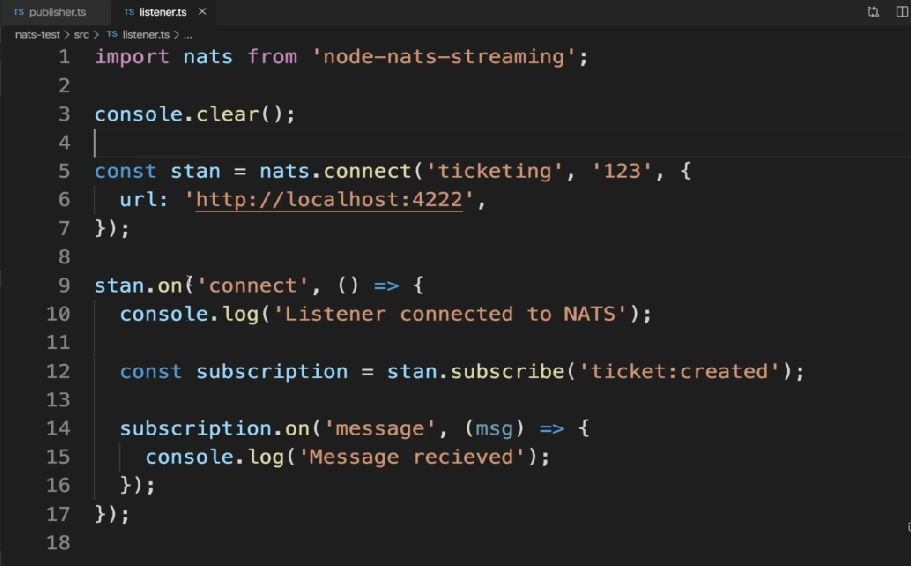 TS publisher.ts TS listener.ts ×
nats-test > src > TS listener.ts > ...
1 import nats from 'node-nats-streaming';
2
3 console.clear();
4
5 const stan = nats.connect('ticketing', '123', {
6 url: 'http://localhost:4222',
7 });
8
9 stan.on('connect', () => {
10 console.log('Listener connected to NATS');
11
12 const subscription = stan.subscribe('ticket:created');
13
14 subscription.on('message', (msg) => {
15 console.log('Message recieved');
16 });
17 });
18